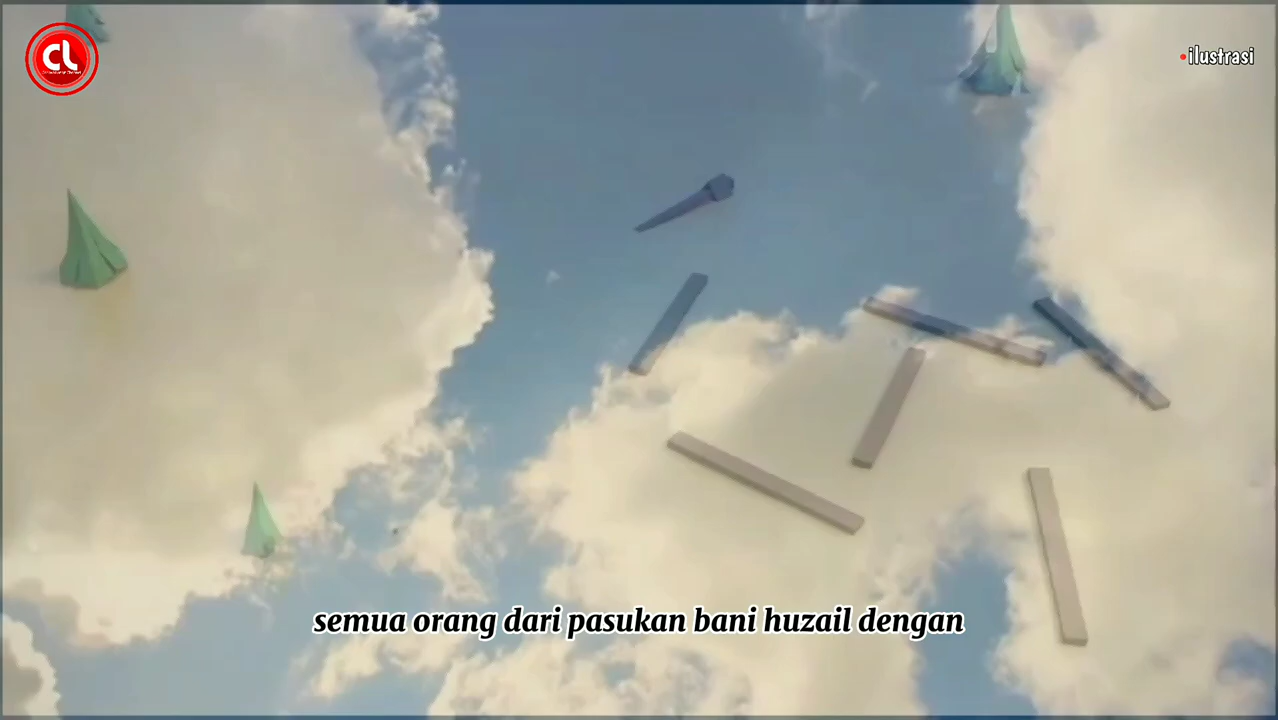 CL
•ilustrasi
semua orang dari pasukan bani huzail dengan